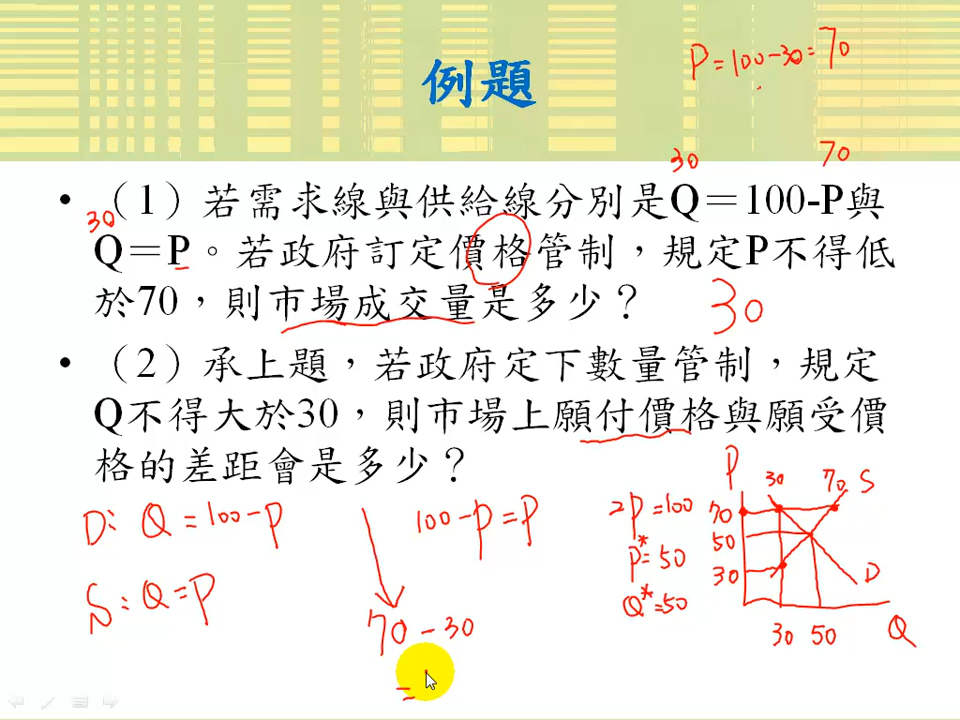 P=100-30=70
例題
30 70
•（1）若需求線與供給線分別是Q＝100-P與
30
Q＝P。若政府訂定價格管制，規定P不得低
於70，則市場成交量是多少？ 30
•（2）承上題，若政府定下數量管制，規定
Q不得大於30，則市場上願付價格與願受價
格的差距會是多少？
D: Q=100-P
S: Q=P
100-P=P
2P=100
P*=50
Q*=50
70-30
=
P
30 70 S
70
50
30
D
30 50 Q